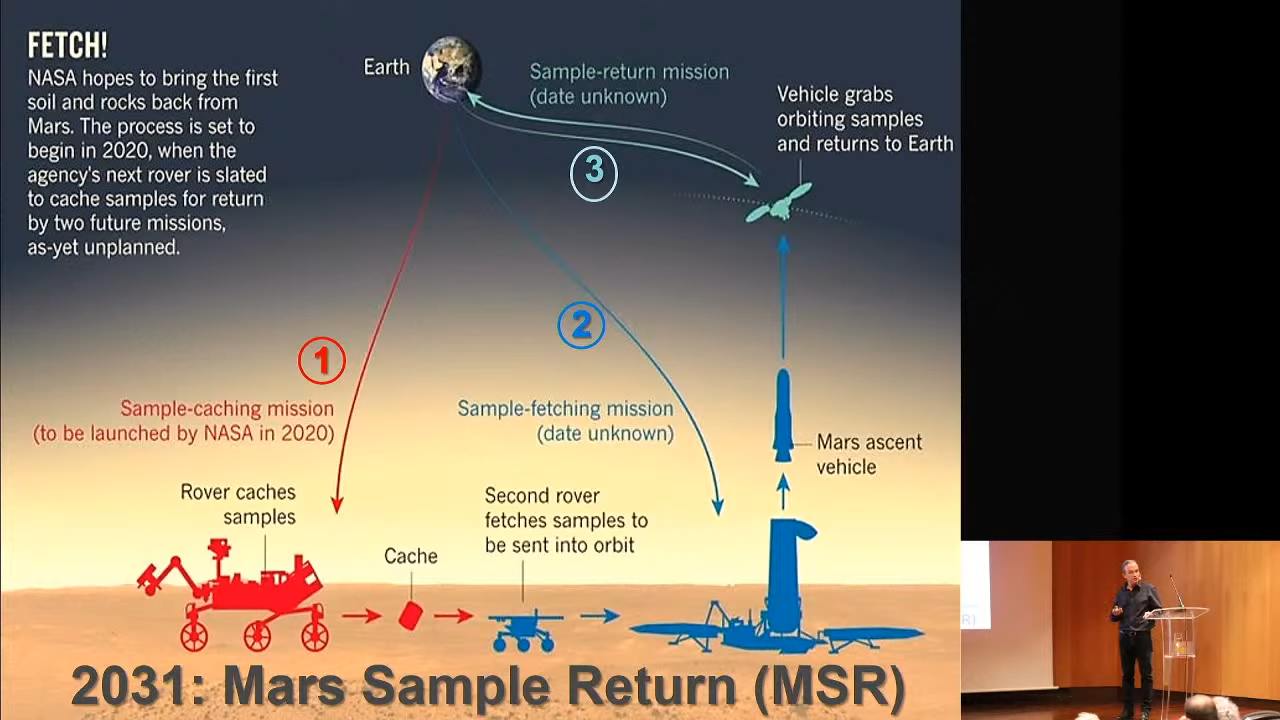 FETCH!
NASA hopes to bring the first
soil and rocks back from
Mars. The process is set to
begin in 2020, when the
agency's next rover is slated
to cache samples for return
by two future missions,
as-yet unplanned.
Earth
Sample-return mission
(date unknown)
Vehicle grabs
orbiting samples
and returns to Earth
3
2
1
Sample-caching mission
(to be launched by NASA in 2020)
Sample-fetching mission
(date unknown)
Mars ascent
vehicle
Rover caches
samples
Second rover
fetches samples to
be sent into orbit
Cache
2031: Mars Sample Return (MSR)
R)